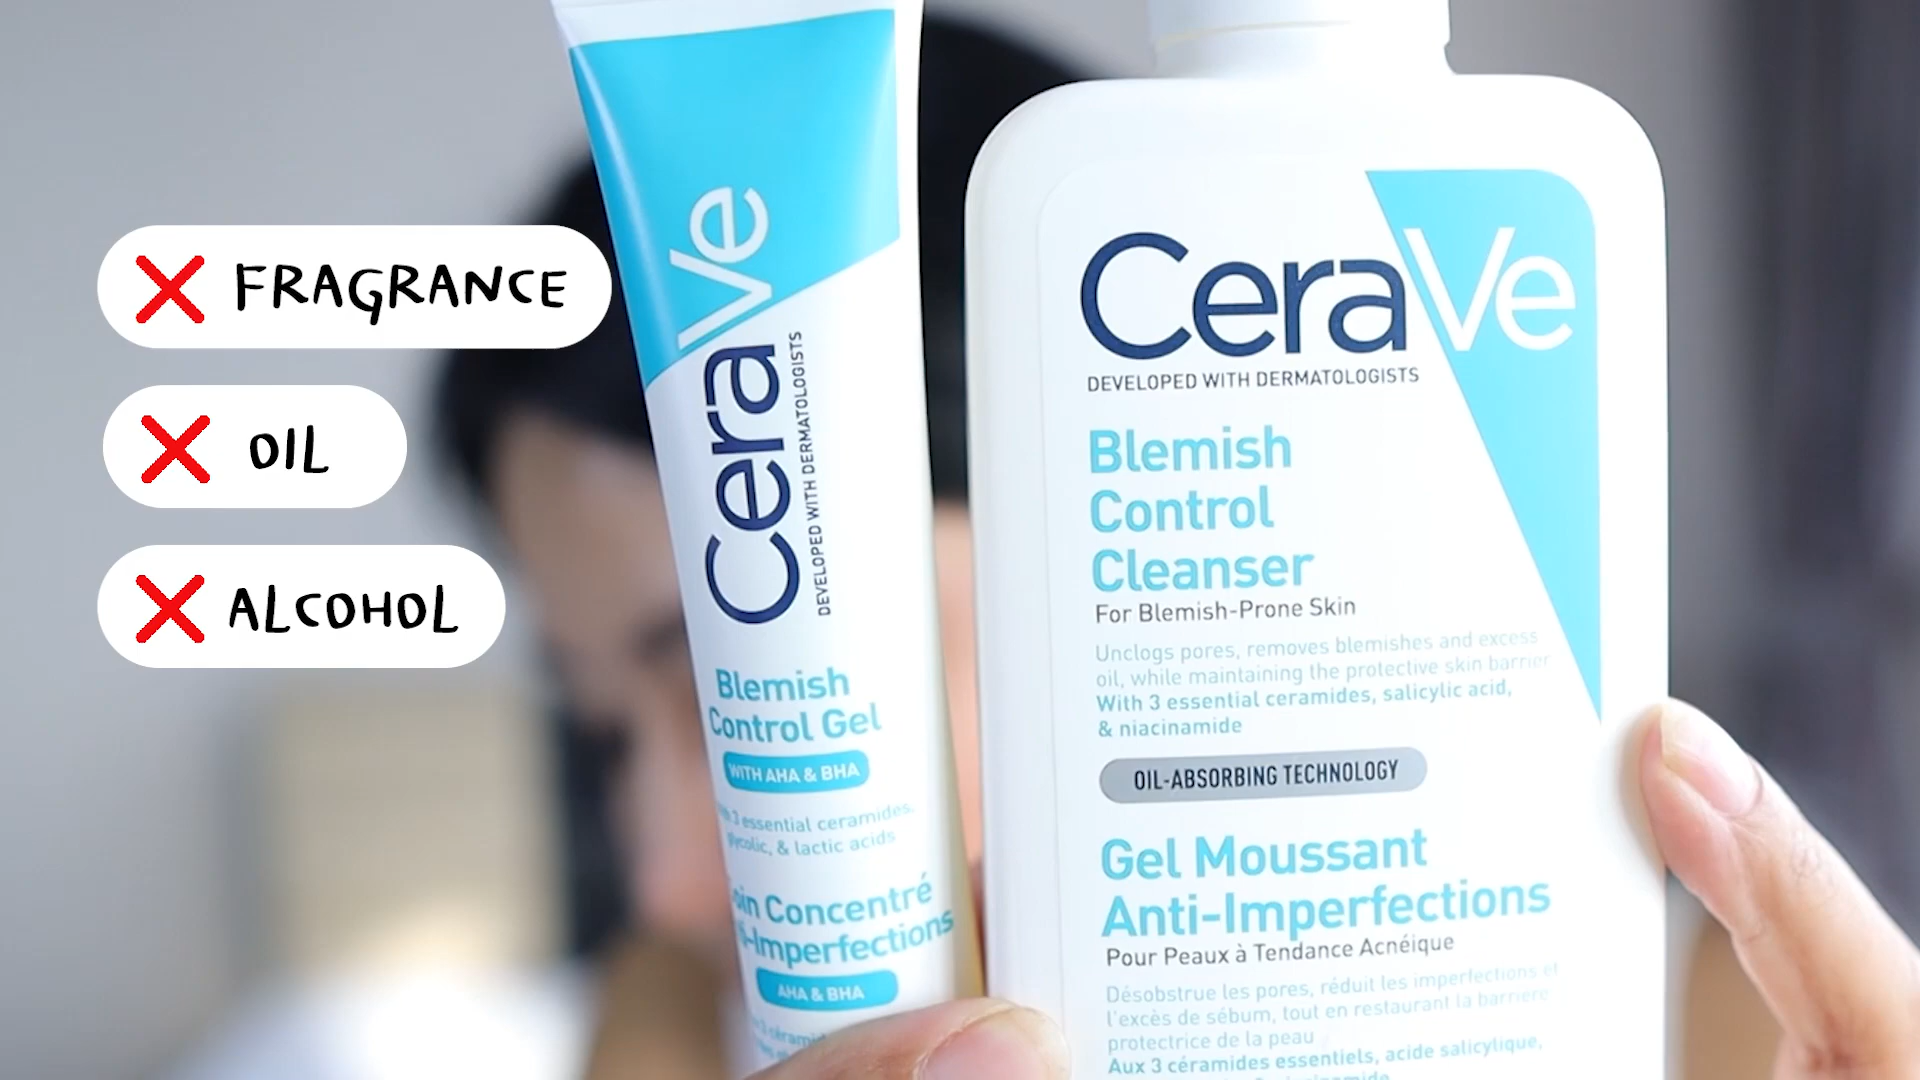 FRAGRANCE
OIL
ALCOHOL
CeraVe
DEVELOPED WITH DERMATOLOGISTS
Blemish
Control Gel
WITH AHA & BHA
3 essential ceramides,
glycolic, & lactic acids
Concentré
-Imperfections
AHA & BHA
CeraVe
DEVELOPED WITH DERMATOLOGISTS
Blemish
Control
Cleanser
For Blemish-Prone Skin
Unclogs pores, removes blemishes and excess
oil, while maintaining the protective skin barrier
With 3 essential ceramides, salicylic acid,
& niacinamide
OIL-ABSORBING TECHNOLOGY
Gel Moussant
Anti-Imperfections
Pour Peaux à Tendance Acnéique
Désobstrue les pores, réduit les imperfections et
l'excès de sébum, tout en restaurant la barrière
protectrice de la peau
Aux 3 céramides essentiels, acide salicylique,